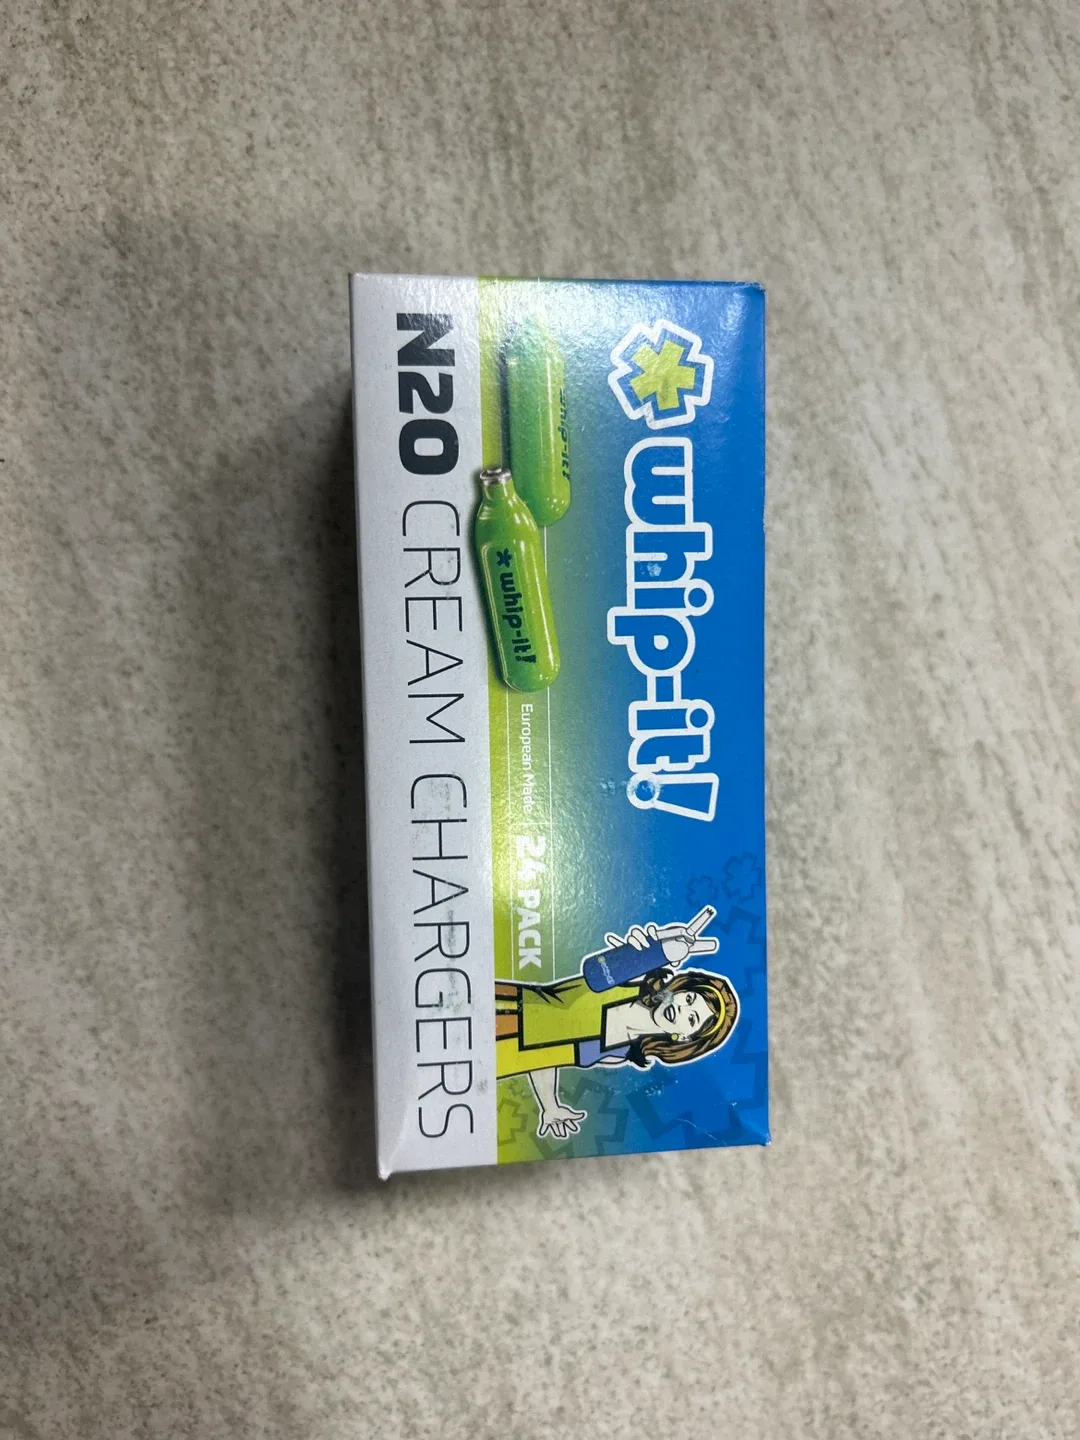 whip-it!
whip-it!
whip-it!
European Made
24 PACK
N2O CREAM CHARGERS